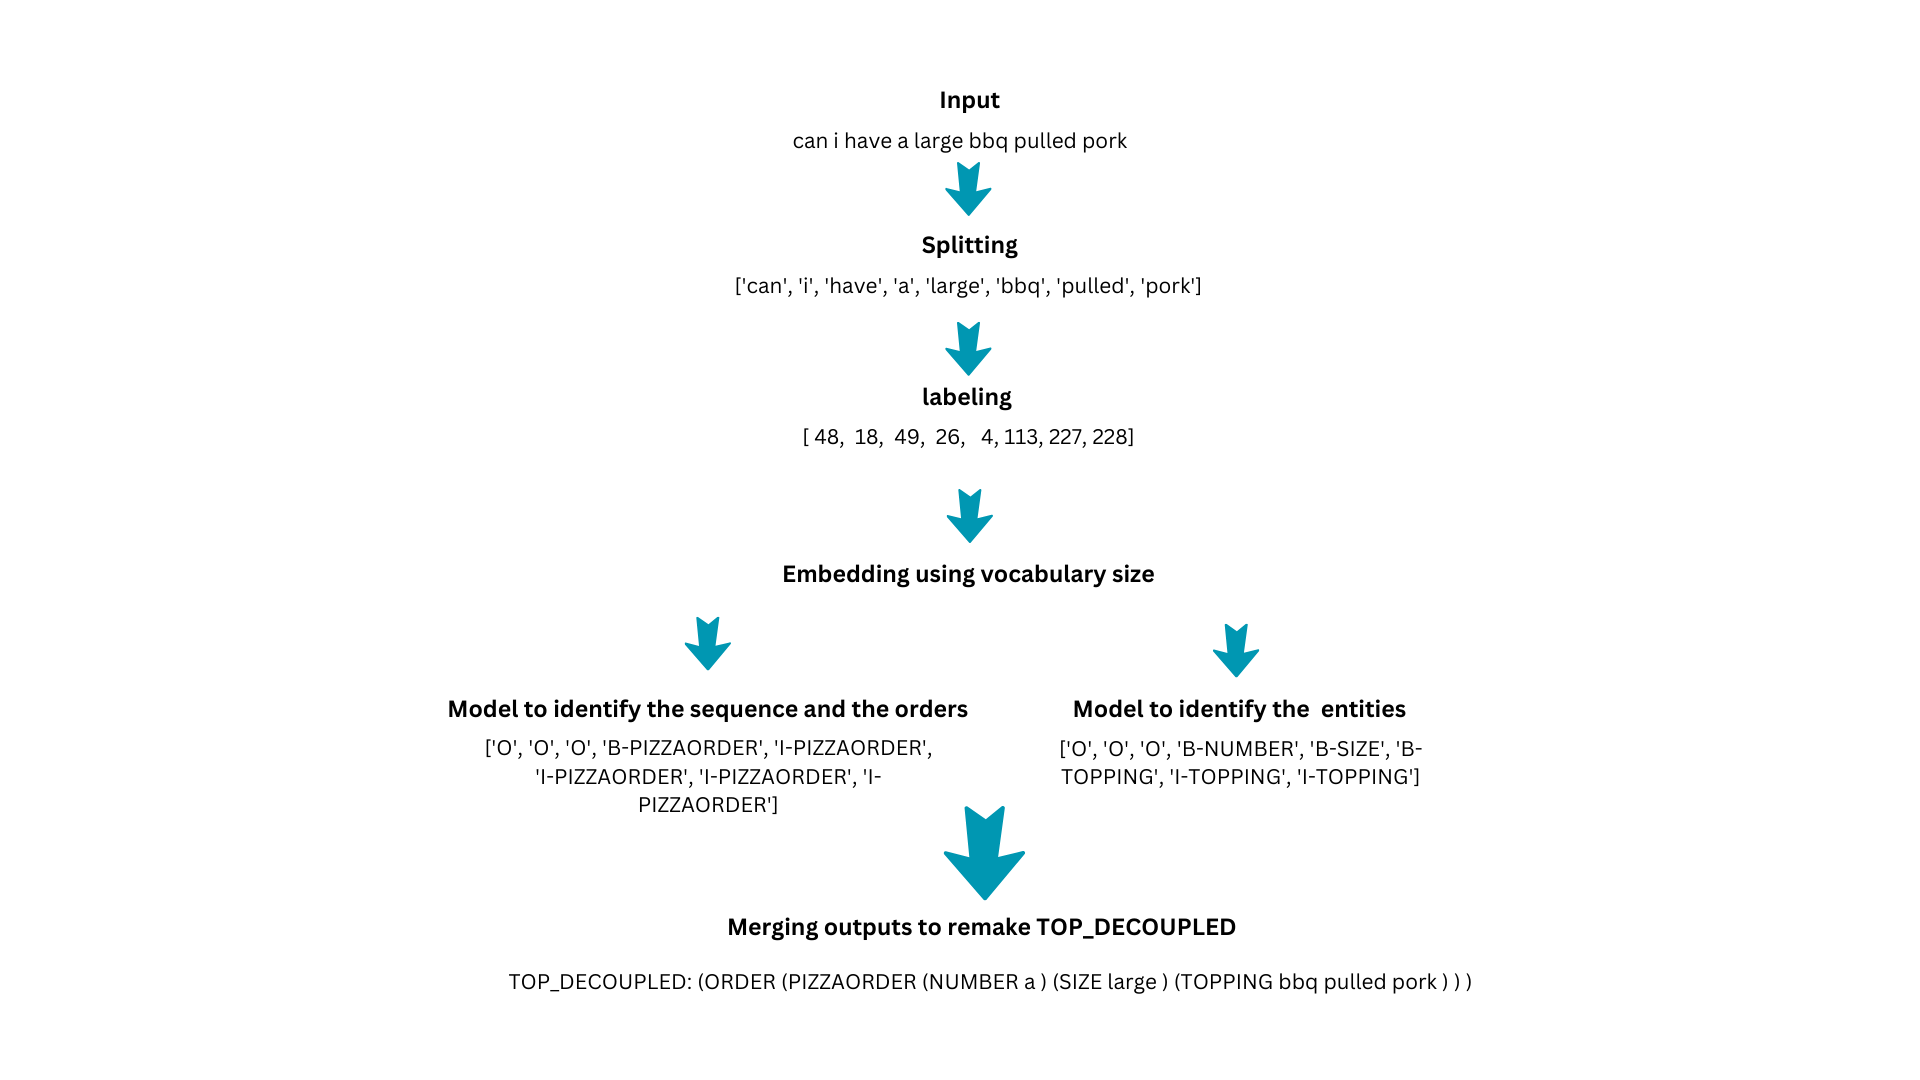 Input
can i have a large bbq pulled pork
Splitting
['can', 'i', 'have', 'a', 'large', 'bbq', 'pulled', 'pork']
labeling
[ 48,  18,  49,  26,   4, 113, 227, 228]
Embedding using vocabulary size
Model to identify the sequence and the orders
['O', 'O', 'O', 'B-PIZZAORDER', 'I-PIZZAORDER',
'I-PIZZAORDER', 'I-PIZZAORDER', 'I-
PIZZAORDER']
Model to identify the  entities
['O', 'O', 'O', 'B-NUMBER', 'B-SIZE', 'B-
TOPPING', 'I-TOPPING', 'I-TOPPING']
Merging outputs to remake TOP_DECOUPLED
TOP_DECOUPLED: (ORDER (PIZZAORDER (NUMBER a ) (SIZE large ) (TOPPING bbq pulled pork ) ) )